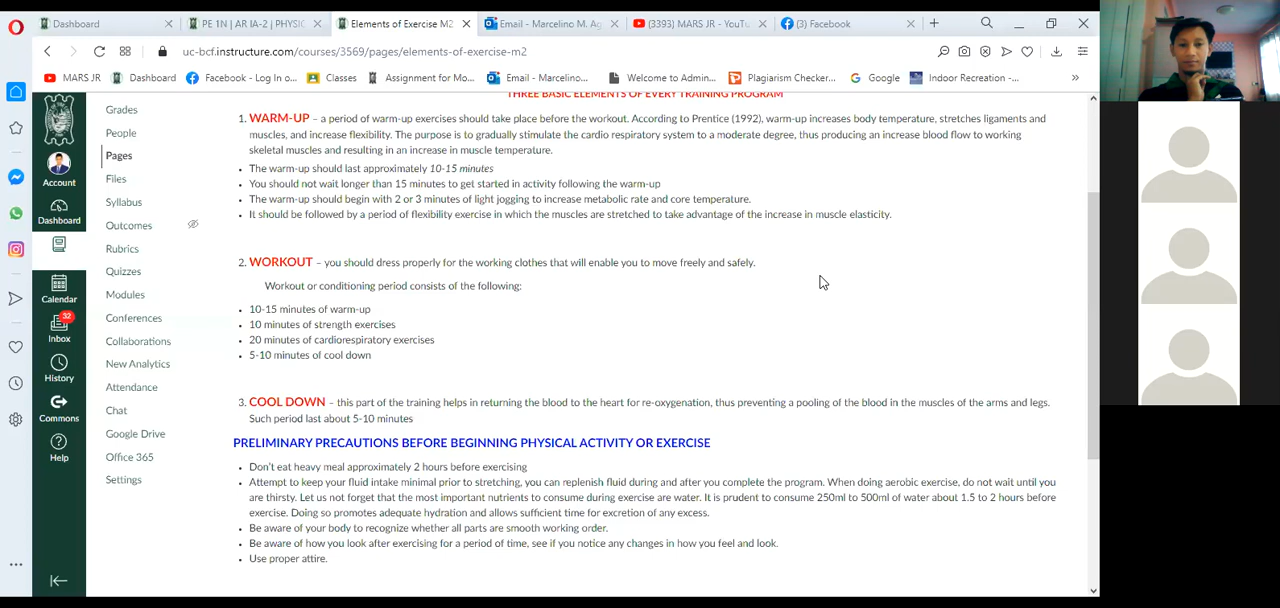 Dashboard
PE 1N | AR IA-2 | PHYSIC
Elements of Exercise M2
Email - Marcelino M. Ag
(3393) MARS JR - YouTu
(3) Facebook
uc-bcf.instructure.com/courses/3569/pages/elements-of-exercise-m2
MARS JR
Dashboard
Facebook - Log In o...
Classes
Assignment for Mo...
Email - Marcelino...
Welcome to Admin...
Plagiarism Checker...
Google
Indoor Recreation -...
Account
Dashboard
Calendar
32
Inbox
History
Commons
Help
Grades
People
Pages
Files
Syllabus
Outcomes
Rubrics
Quizzes
Modules
Conferences
Collaborations
New Analytics
Attendance
Chat
Google Drive
Office 365
Settings
THREE BASIC ELEMENTS OF EVERY TRAINING PROGRAM
1. WARM-UP – a period of warm-up exercises should take place before the workout. According to Prentice (1992), warm-up increases body temperature, stretches ligaments and
muscles, and increase flexibility. The purpose is to gradually stimulate the cardio respiratory system to a moderate degree, thus producing an increase blood flow to working
skeletal muscles and resulting in an increase in muscle temperature.
• The warm-up should last approximately 10-15 minutes
• You should not wait longer than 15 minutes to get started in activity following the warm-up
• The warm-up should begin with 2 or 3 minutes of light jogging to increase metabolic rate and core temperature.
• It should be followed by a period of flexibility exercise in which the muscles are stretched to take advantage of the increase in muscle elasticity.
2. WORKOUT – you should dress properly for the working clothes that will enable you to move freely and safely.
Workout or conditioning period consists of the following:
• 10-15 minutes of warm-up
• 10 minutes of strength exercises
• 20 minutes of cardiorespiratory exercises
• 5-10 minutes of cool down
3. COOL DOWN – this part of the training helps in returning the blood to the heart for re-oxygenation, thus preventing a pooling of the blood in the muscles of the arms and legs.
Such period last about 5-10 minutes
PRELIMINARY PRECAUTIONS BEFORE BEGINNING PHYSICAL ACTIVITY OR EXERCISE
• Don't eat heavy meal approximately 2 hours before exercising
• Attempt to keep your fluid intake minimal prior to stretching, you can replenish fluid during and after you complete the program. When doing aerobic exercise, do not wait until you
are thirsty. Let us not forget that the most important nutrients to consume during exercise are water. It is prudent to consume 250ml to 500ml of water about 1.5 to 2 hours before
exercise. Doing so promotes adequate hydration and allows sufficient time for excretion of any excess.
• Be aware of your body to recognize whether all parts are smooth working order.
• Be aware of how you look after exercising for a period of time, see if you notice any changes in how you feel and look.
• Use proper attire.